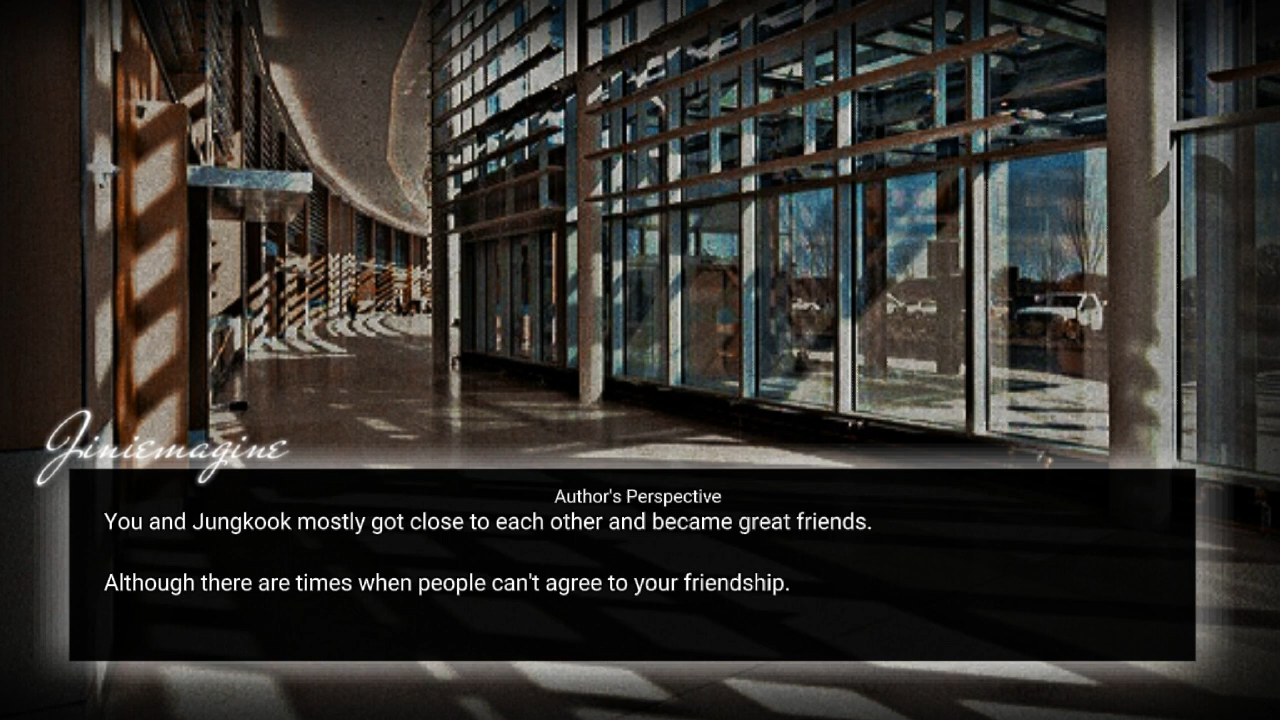 Jiniemagine
Author's Perspective
You and Jungkook mostly got close to each other and became great friends.
Although there are times when people can't agree to your friendship.